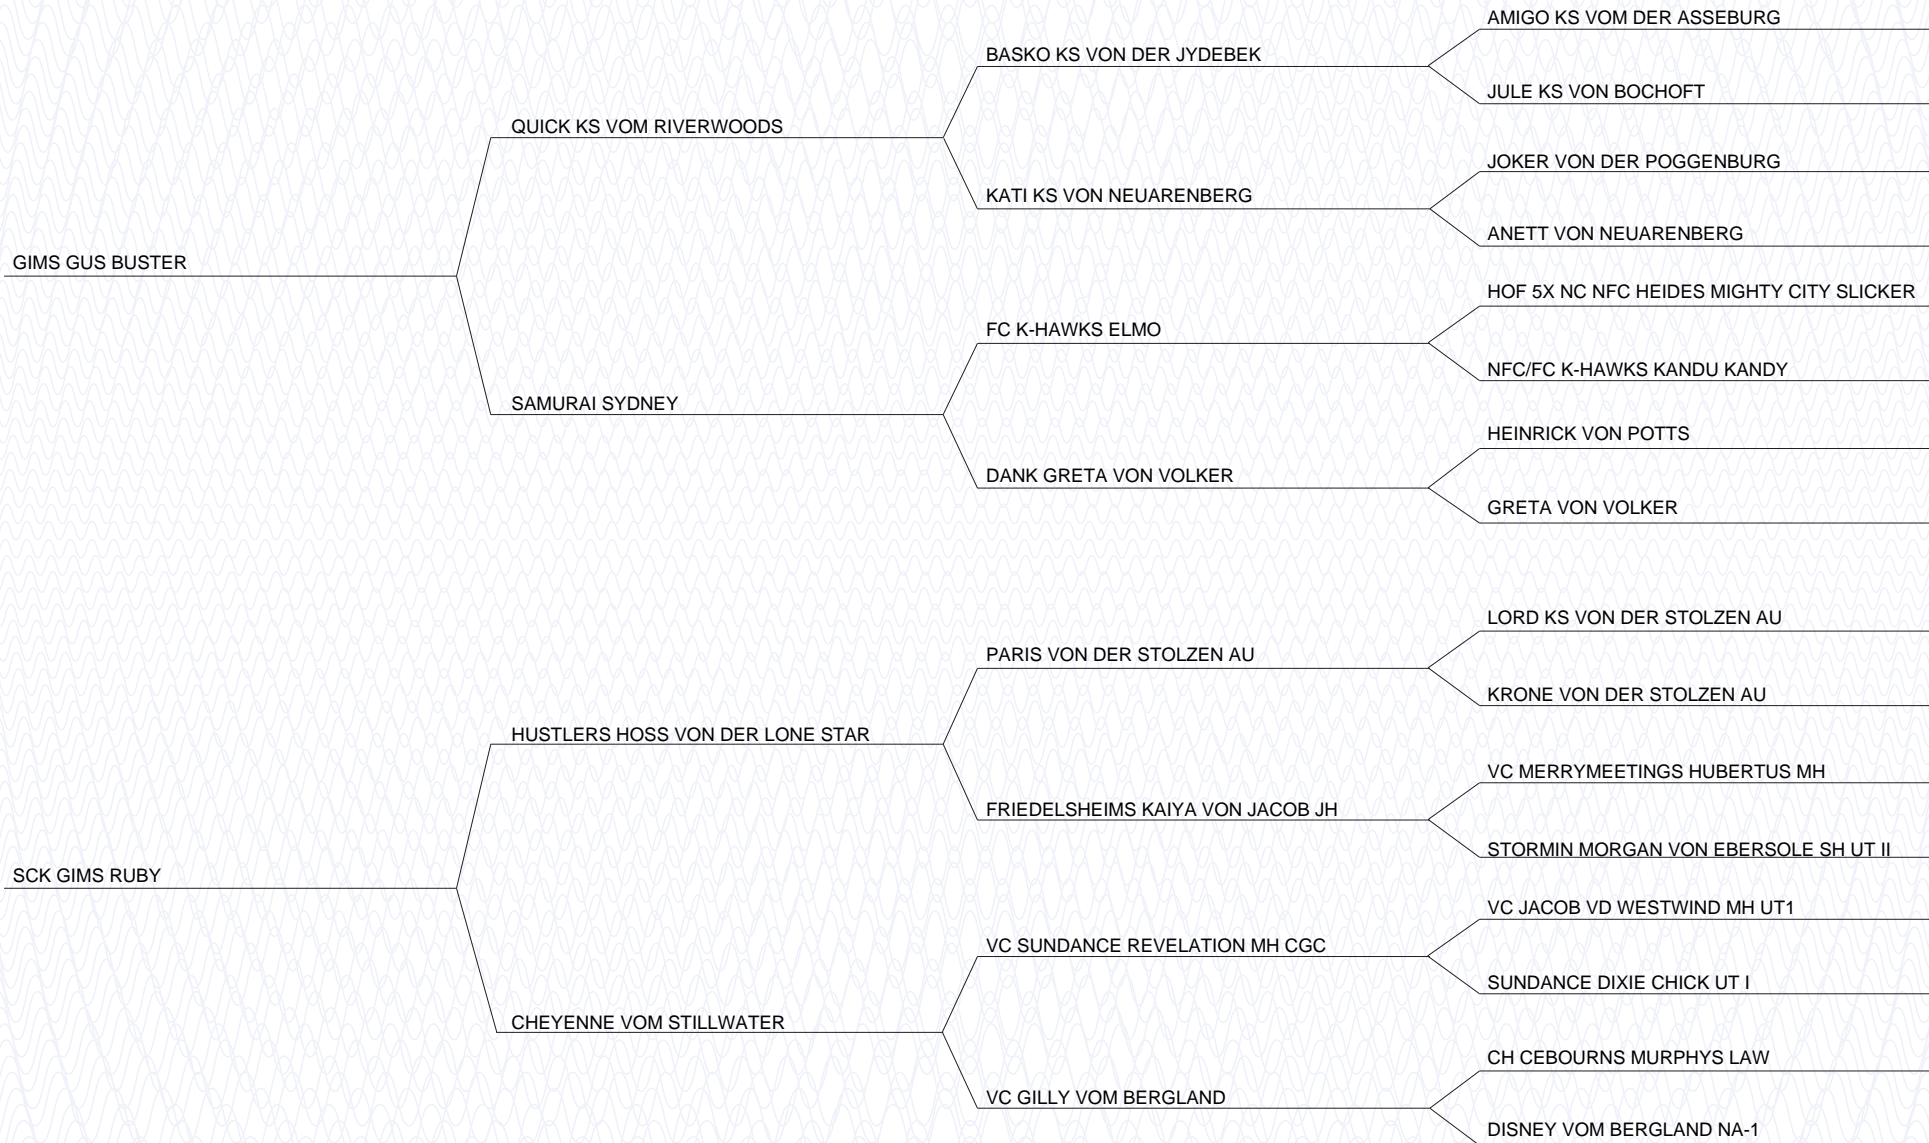 AMIGO KS VOM DER ASSEBURG
BASKO KS VON DER JYDEBEK
JULE KS VON BOCHOFT
QUICK KS VOM RIVERWOODS
JOKER VON DER POGGENBURG
KATI KS VON NEUARENBERG
ANETT VON NEUARENBERG
GIMS GUS BUSTER
HOF 5X NC NFC HEIDES MIGHTY CITY SLICKER
FC K-HAWKS ELMO
NFC/FC K-HAWKS KANDU KANDY
SAMURAI SYDNEY
HEINRICK VON POTTS
DANK GRETA VON VOLKER
GRETA VON VOLKER
LORD KS VON DER STOLZEN AU
PARIS VON DER STOLZEN AU
KRONE VON DER STOLZEN AU
HUSTLERS HOSS VON DER LONE STAR
VC MERRYMEETINGS HUBERTUS MH
FRIEDELSHEIMS KAIYA VON JACOB JH
STORMIN MORGAN VON EBERSOLE SH UT II
SCK GIMS RUBY
VC JACOB VD WESTWIND MH UT1
VC SUNDANCE REVELATION MH CGC
SUNDANCE DIXIE CHICK UT I
CHEYENNE VOM STILLWATER
CH CEBOURNS MURPHYS LAW
VC GILLY VOM BERGLAND
DISNEY VOM BERGLAND NA-1